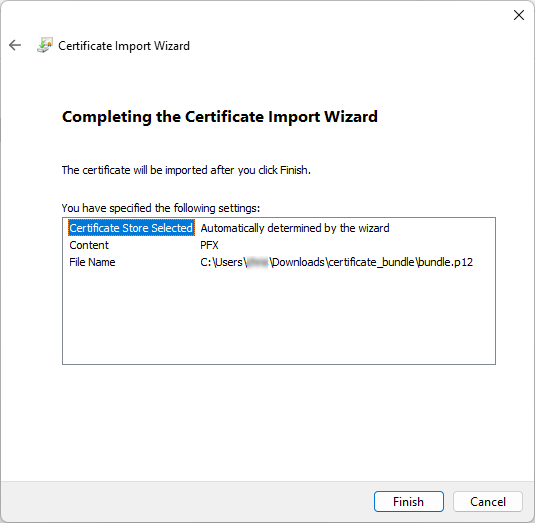 Certificate Import Wizard
Completing the Certificate Import Wizard
The certificate will be imported after you click Finish.
You have specified the following settings:
Certificate Store Selected Automatically determined by the wizard
Content PFX
File Name C:\Users\ \Downloads\certificate_bundle\bundle.p12
Finish Cancel